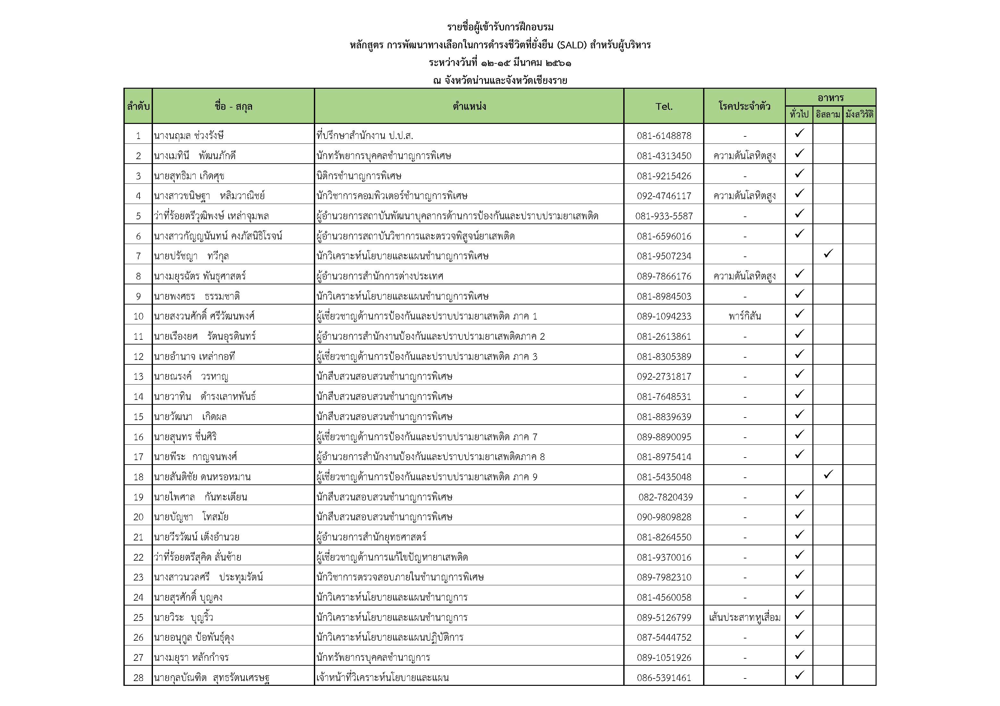 รายชื่อผู้เข้ารับการฝึกอบรม
หลักสูตร การพัฒนาทางเลือกในการดำรงชีวิตที่ยั่งยืน (SALD) สำหรับผู้บริหาร
ระหว่างวันที่ ๑๒-๑๕ มีนาคม ๒๕๖๑
ณ จังหวัดน่านและจังหวัดเชียงราย
ลำดับ ชื่อ - สกุล ตำแหน่ง Tel. โรคประจำตัว อาหาร
ทั่วไป อิสลาม มังสวิรัติ
1 นางนฤมล ช่วงรังษี ที่ปรึกษาสำนักงาน ป.ป.ส. 081-6148878 - ✓
2 นางเมทินี พัฒนภักดี นักทรัพยากรบุคคลชำนาญการพิเศษ 081-4313450 ความดันโลหิตสูง ✓
3 นายสุทธิมา เกิดศุข นิติกรชำนาญการพิเศษ 081-9215426 - ✓
4 นางสาวขนิษฐา หลิมวาณิชย์ นักวิชาการคอมพิวเตอร์ชำนาญการพิเศษ 092-4746117 ความดันโลหิตสูง ✓
5 ว่าที่ร้อยตรีวุฒิพงษ์ เหล่าจุมพล ผู้อำนวยการสถาบันพัฒนาบุคลากรด้านการป้องกันและปราบปรามยาเสพติด 081-933-5587 - ✓
6 นางสาวกัญญนันทน์ คงภัสนิธิโรจน์ ผู้อำนวยการสถาบันวิชาการและตรวจพิสูจน์ยาเสพติด 081-6596016 - ✓
7 นายปรัชญา ทวีกุล นักวิเคราะห์นโยบายและแผนชำนาญการพิเศษ 081-9507234 - ✓
8 นางมยุรฉัตร พันธุศาสตร์ ผู้อำนวยการสำนักการต่างประเทศ 089-7866176 ความดันโลหิตสูง ✓
9 นายพงศธร ธรรมชาติ นักวิเคราะห์นโยบายและแผนชำนาญการพิเศษ 081-8984503 - ✓
10 นายสงวนศักดิ์ ศรีวัฒนพงศ์ ผู้เชี่ยวชาญด้านการป้องกันและปราบปรามยาเสพติด ภาค 1 089-1094233 พาร์กิสัน ✓
11 นายเรืองยศ รัตนอุรดินทร์ ผู้อำนวยการสำนักงานป้องกันและปราบปรามยาเสพติดภาค 2 081-2613861 - ✓
12 นายอำนาจ เหล่ากอที ผู้เชี่ยวชาญด้านการป้องกันและปราบปรามยาเสพติด ภาค 3 081-8305389 - ✓
13 นายณรงค์ วรหาญ นักสืบสวนสอบสวนชำนาญการพิเศษ 092-2731817 - ✓
14 นายวาทิน ดำรงเลาหพันธ์ นักสืบสวนสอบสวนชำนาญการพิเศษ 081-7648531 - ✓
15 นายวัฒนา เกิดผล นักสืบสวนสอบสวนชำนาญการพิเศษ 081-8839639 - ✓
16 นายสุนทร ชื่นศิริ ผู้เชี่ยวชาญด้านการป้องกันและปราบปรามยาเสพติด ภาค 7 089-8890095 - ✓
17 นายพีระ กาญจนพงศ์ ผู้อำนวยการสำนักงานป้องกันและปราบปรามยาเสพติดภาค 8 081-8975414 - ✓
18 นายสันติชัย ดนหรอหมาน ผู้เชี่ยวชาญด้านการป้องกันและปราบปรามยาเสพติด ภาค 9 081-5435048 - ✓
19 นายไพศาล กันทะเตียน นักสืบสวนสอบสวนชำนาญการพิเศษ 082-7820439 - ✓
20 นายบัญชา โทสมัย นักสืบสวนสอบสวนชำนาญการพิเศษ 090-9809828 - ✓
21 นายวีรวัฒน์ เต็งอำนวย ผู้อำนวยการสำนักยุทธศาสตร์ 081-8264550 - ✓
22 ว่าที่ร้อยตรีสุคิด ลั่นซ้าย ผู้เชี่ยวชาญด้านการแก้ไขปัญหายาเสพติด 081-9370016 - ✓
23 นางสาวนวลศรี ประทุมรัตน์ นักวิชาการตรวจสอบภายในชำนาญการพิเศษ 089-7982310 - ✓
24 นายสุรศักดิ์ บุญคง นักวิเคราะห์นโยบายและแผนชำนาญการ 081-4560058 - ✓
25 นายวิระ บุญริ้ว นักวิเคราะห์นโยบายและแผนชำนาญการ 089-5126799 เส้นประสาทหูเสื่อม ✓
26 นายอนุกูล ป้อพันธุ์ดุง นักวิเคราะห์นโยบายและแผนปฏิบัติการ 087-5444752 - ✓
27 นางมยุรา หลักกำจร นักทรัพยากรบุคคลชำนาญการ 089-1051926 - ✓
28 นายกุลบัณฑิต สุทธรัตนเศรษฐ เจ้าหน้าที่วิเคราะห์นโยบายและแผน 086-5391461 - ✓